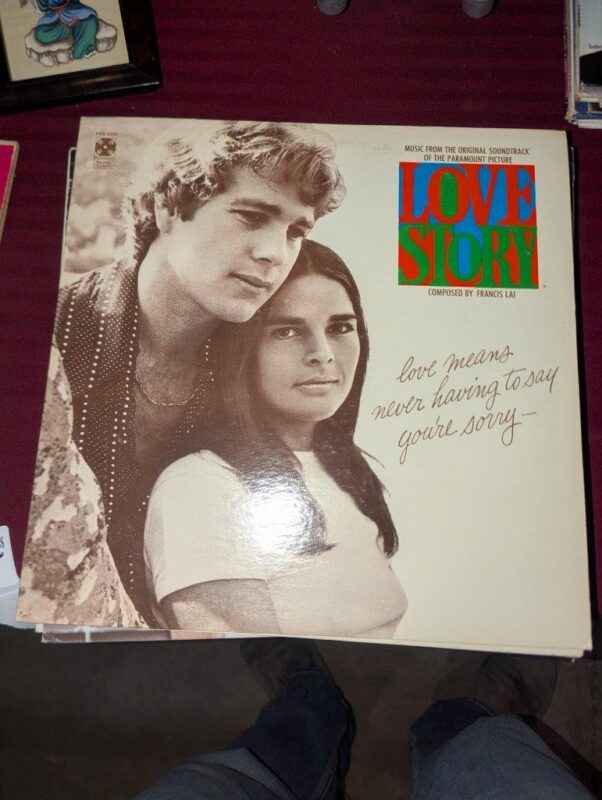 MUSIC FROM THE ORIGINAL SOUNDTRACK
OF THE PARAMOUNT PICTURE
LOVE
STORY
COMPOSED BY FRANCIS LAI
love means
never having to say
you're sorry—